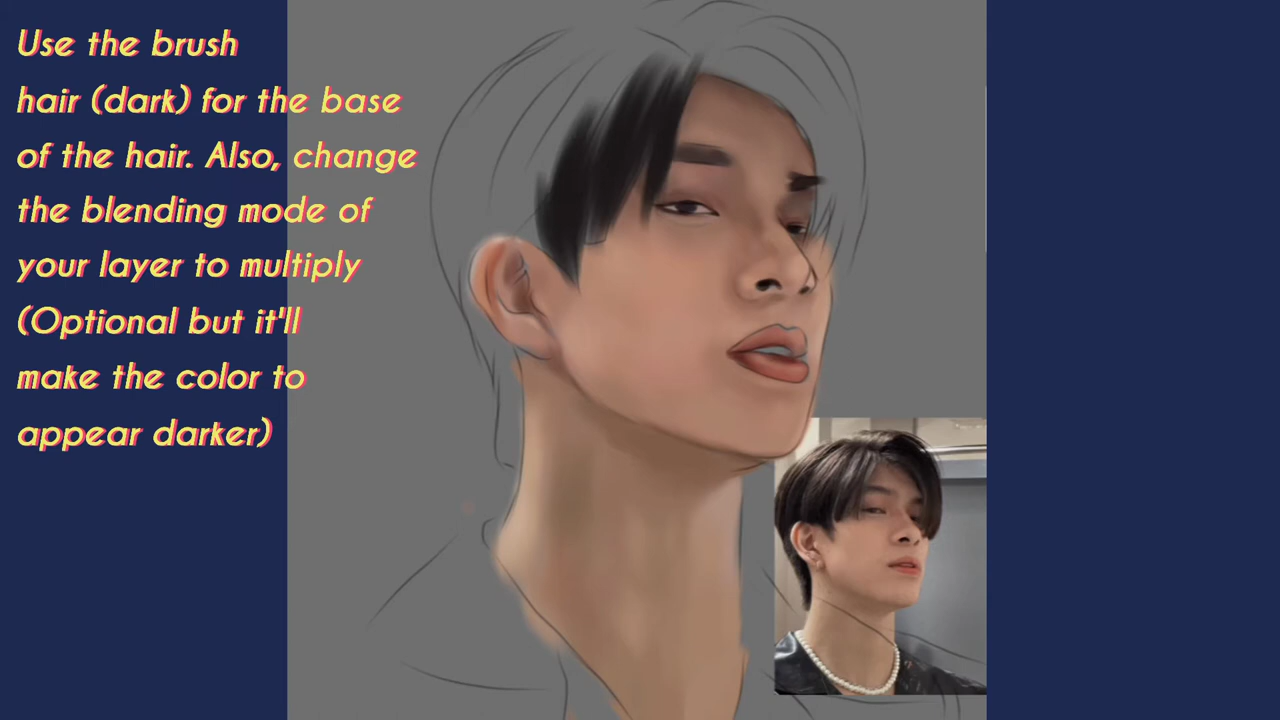 Use the brush
hair (dark) for the base
of the hair. Also, change
the blending mode of
your layer to multiply
(Optional but it'll
make the color to
appear darker)